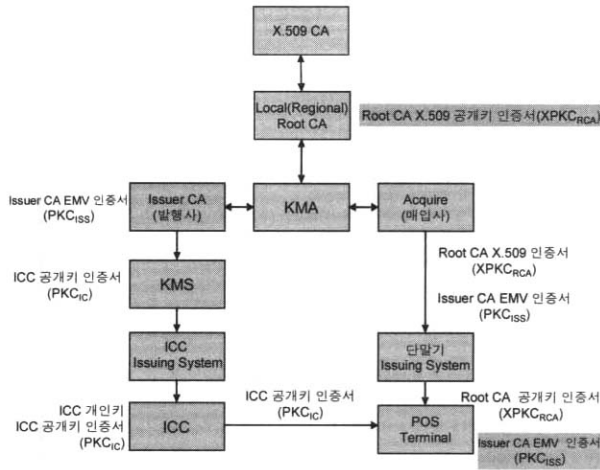 X.509 CA
Local(Regional)
Root CA
Root CA X.509 공개키 인증서(XPKC_RCA)
Issuer CA EMV 인증서
(PKC_ISS)
Issuer CA
(발행사)
KMA
Acquire
(매입사)
Root CA X.509 인증서
(XPKC_RCA)
ICC 공개키 인증서
(PKC_IC)
KMS
Issuer CA EMV 인증서
(PKC_ISS)
ICC
Issuing System
단말기
Issuing System
ICC 개인키
ICC 공개키 인증서
(PKC_IC)
ICC
ICC 공개키 인증서
(PKC_IC)
POS
Terminal
Root CA 공개키 인증서
(XPKC_RCA)
Issuer CA EMV 인증서
(PKC_ISS)